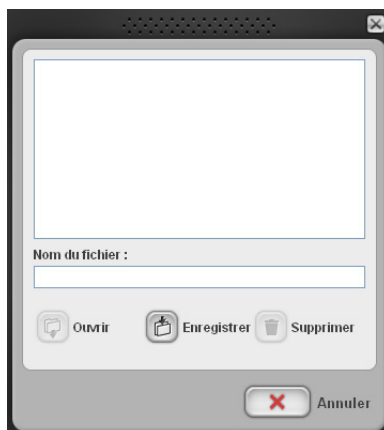 Nom du fichier :
Ouvrir
Enregistrer
Supprimer
Annuler